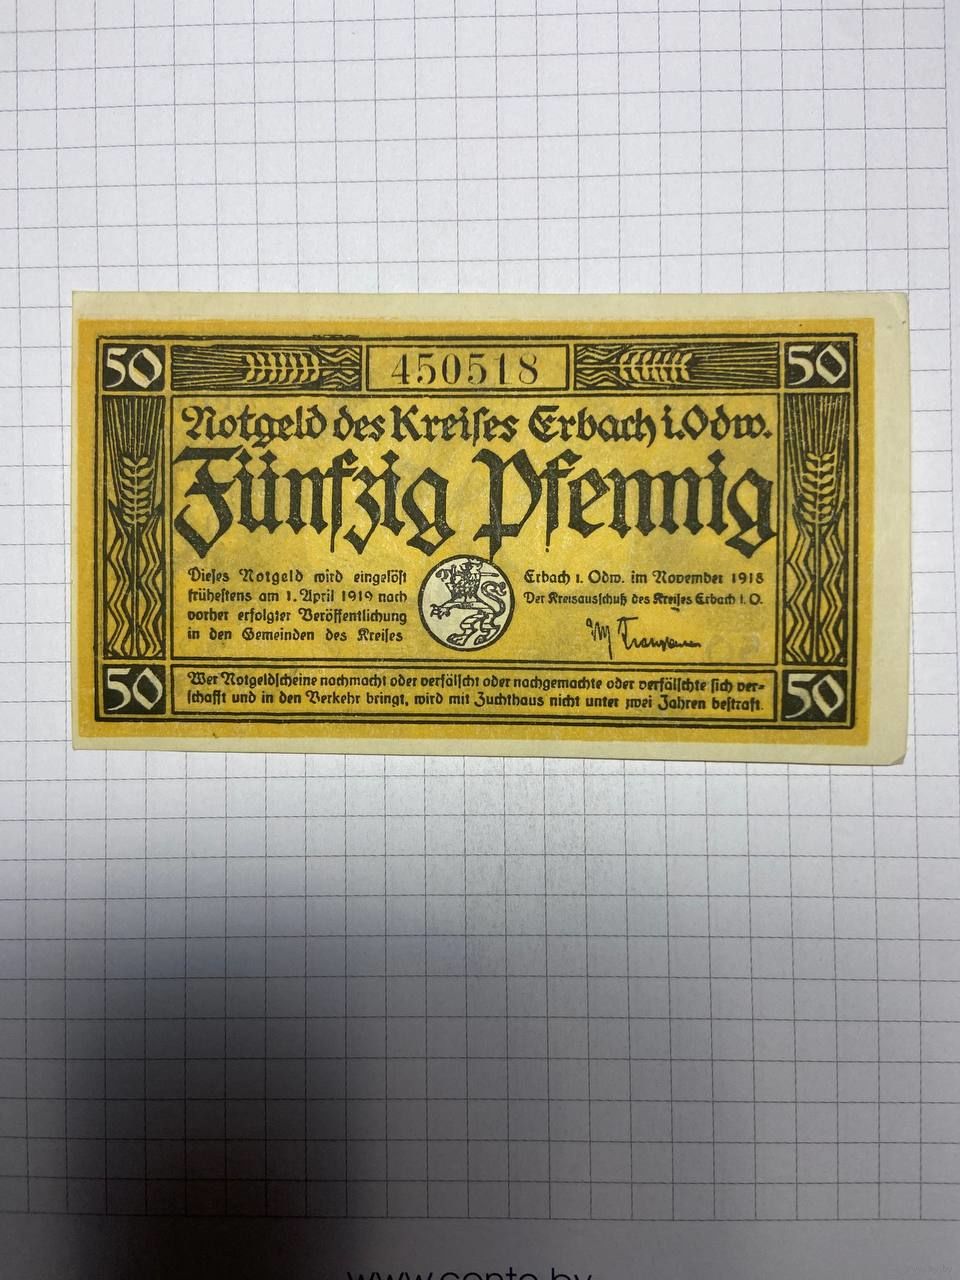 50 450518 50
Notgeld des Kreises Erbach i. Odw.
Fünfzig Pfennig
Dieses Notgeld wird eingelöst
frühestens am 1. April 1919 nach
vorher erfolgter Veröffentlichung
in den Gemeinden des Kreises
Erbach i. Odw. im November 1918
Der Kreisausschuß des Kreises Erbach i. O.
50 50
Wer Notgeldscheine nachmacht oder verfälscht oder nachgemachte oder verfälschte sich ver-
schafft und in den Verkehr bringt, wird mit Zuchthaus nicht unter zwei Jahren bestraft.